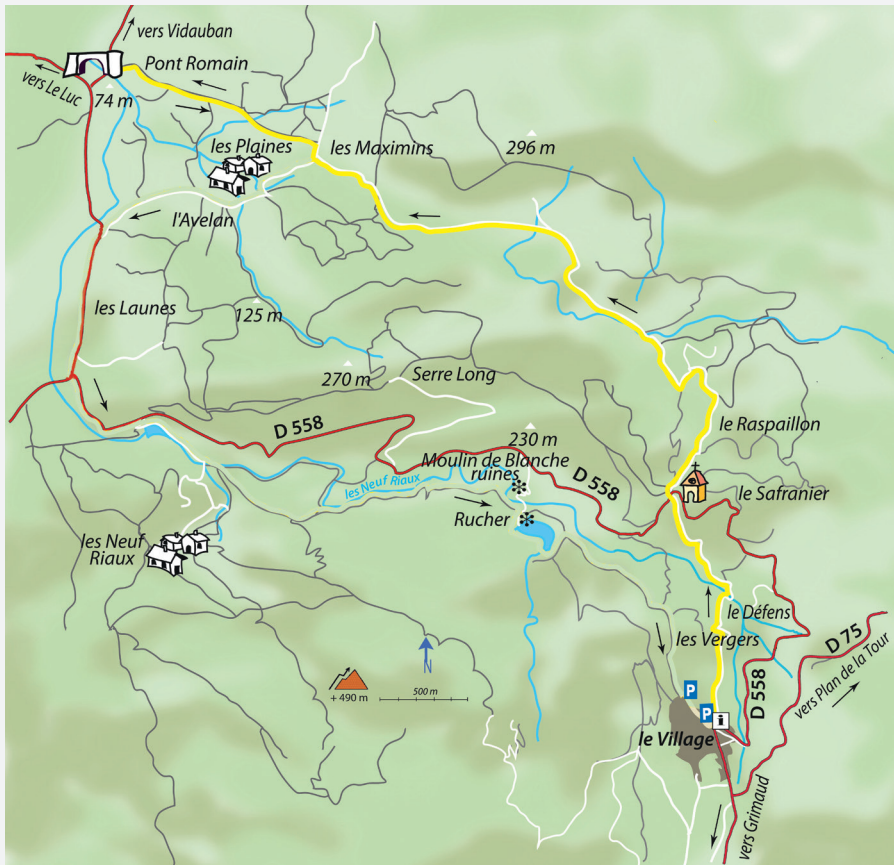 vers Vidauban
Pont Romain
vers Le Luc
74 m
les Plaines
les Maximins
296 m
l'Avelan
les Launes
125 m
270 m
Serre Long
D 558
le Raspaillon
230 m
Moulin de Blanche
ruines
D 558
les Neuf Riaux
le Safranier
Rucher
les Neuf
Riaux
le Défens
les Vergers
D 75
vers Plan de la Tour
D 558
N
+ 490 m
500 m
P
P
i
le Village
vers Grimaud